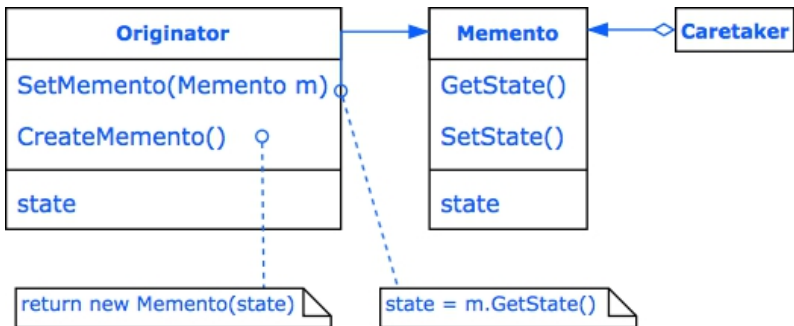 Originator
SetMemento(Memento m)
CreateMemento()
state
Memento
GetState()
SetState()
state
Caretaker
return new Memento(state)
state = m.GetState()